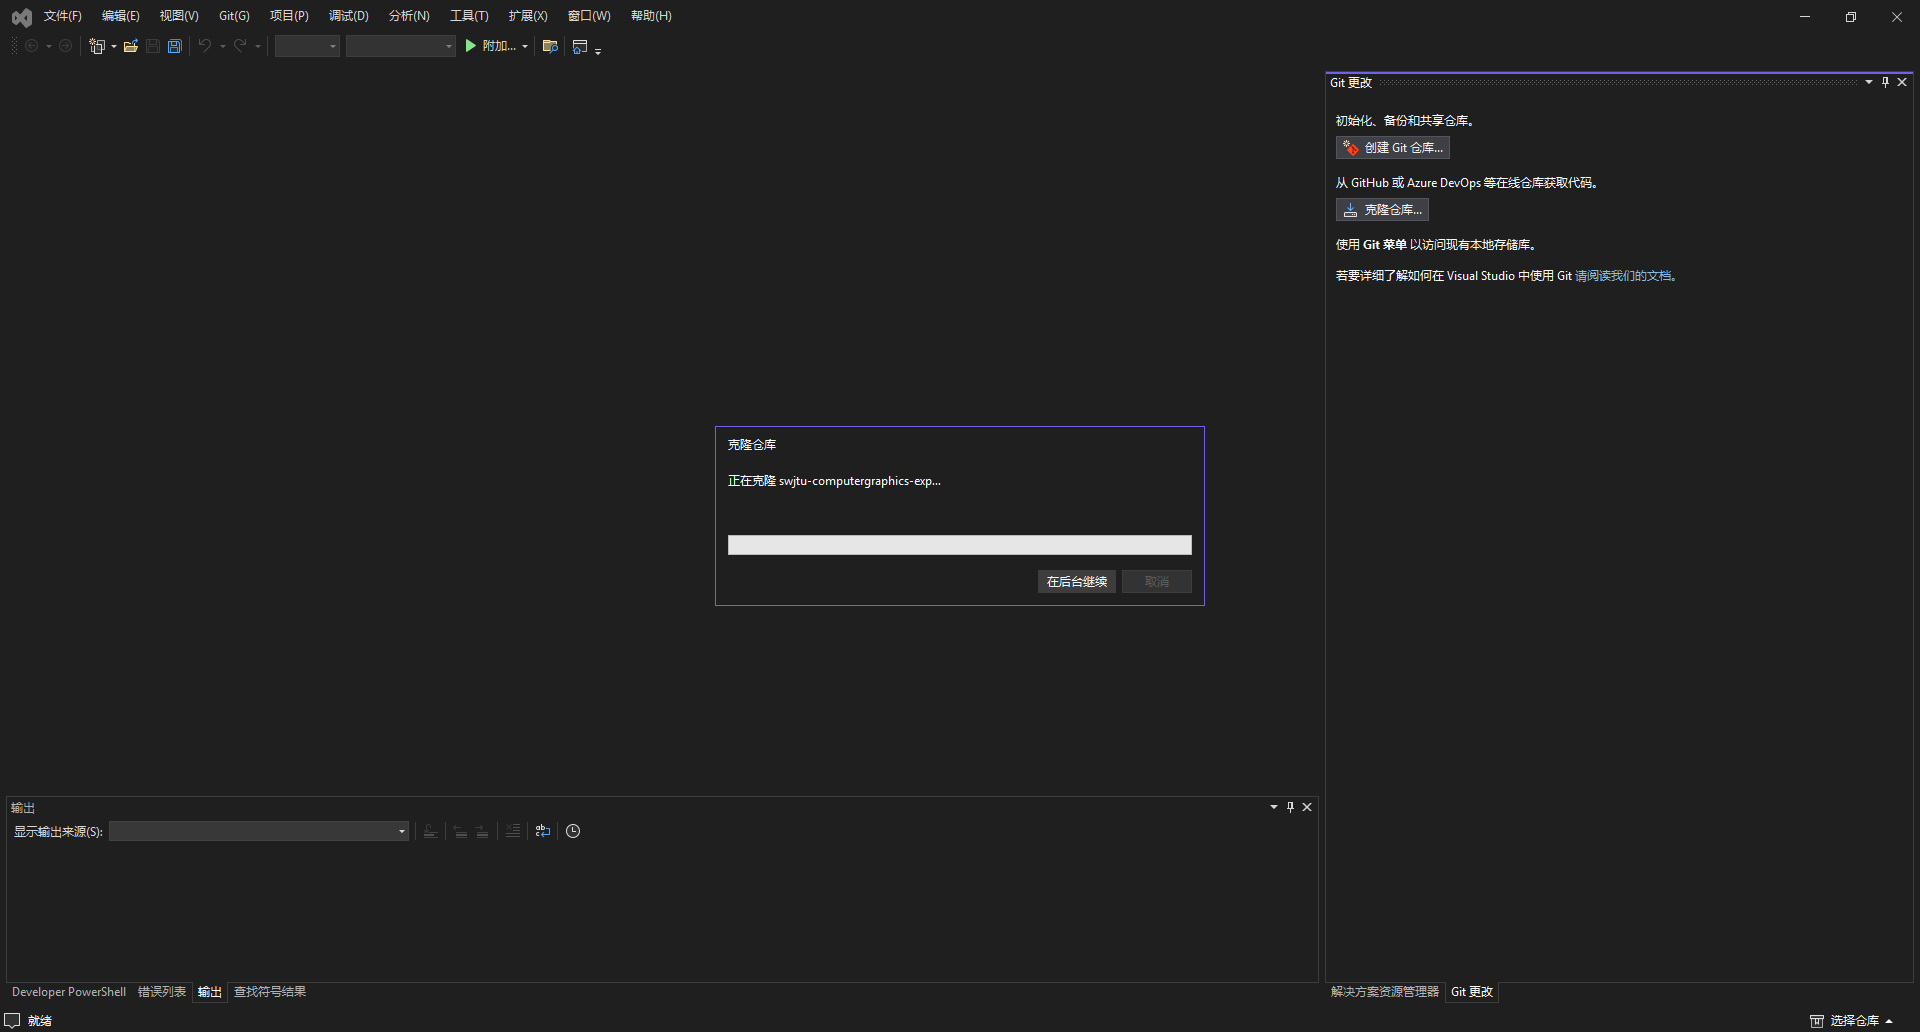 文件(F) 编辑(E) 视图(V) Git(G) 项目(P) 调试(D) 分析(N) 工具(T) 扩展(X) 窗口(W) 帮助(H)
附加...
Git 更改
初始化、备份和共享仓库。
创建 Git 仓库...
从 GitHub 或 Azure DevOps 等在线仓库获取代码。
克隆仓库...
使用 Git 菜单 以访问现有本地存储库。
若要详细了解如何在 Visual Studio 中使用 Git 请阅读我们的文档。
克隆仓库
正在克隆 swjtu-computergraphics-exp...
在后台继续 取消
输出
显示输出来源(S):
Developer PowerShell 错误列表 输出 查找符号结果
解决方案资源管理器 Git 更改
就绪
选择仓库